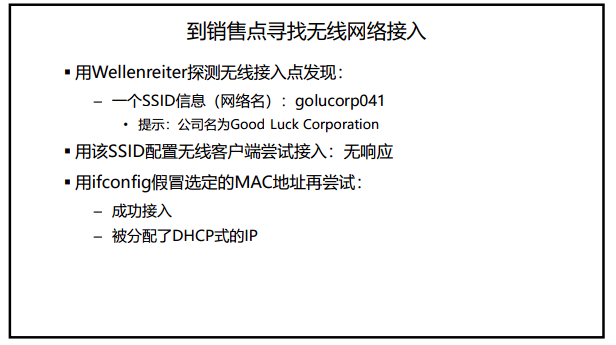 到销售点寻找无线网络接入
▪ 用Wellenreiter探测无线接入点发现：
– 一个SSID信息（网络名）：golucorp041
• 提示：公司名为Good Luck Corporation
▪ 用该SSID配置无线客户端尝试接入：无响应
▪ 用ifconfig假冒选定的MAC地址再尝试：
– 成功接入
– 被分配了DHCP式的IP